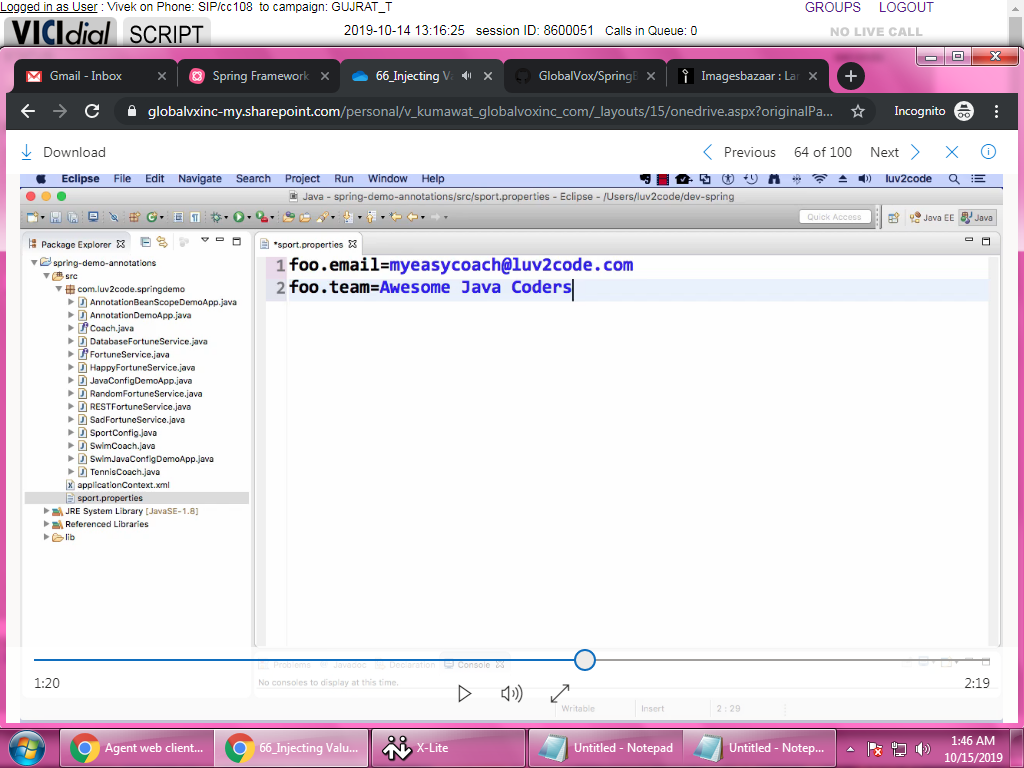 Logged in as User : Vivek on Phone: SIP/cc108 to campaign: GUJRAT_T
GROUPS LOGOUT
VICIdial SCRIPT
2019-10-14 13:16:25 session ID: 8600051 Calls in Queue: 0
NO LIVE CALL
Gmail - Inbox
Spring Framework
66_Injecting Va
GlobalVox/SpringB
Imagesbazaar : Lar
globalvxinc-my.sharepoint.com/personal/v_kumawat_globalvoxinc_com/_layouts/15/onedrive.aspx?originalPa...
Incognito
Download
Previous 64 of 100 Next
Eclipse File Edit Navigate Search Project Run Window Help
luv2code
Java - spring-demo-annotations/src/sport.properties - Eclipse - /Users/luv2code/dev-spring
Quick Access
Java EE
Java
Package Explorer
*sport.properties
spring-demo-annotations
src
com.luv2code.springdemo
AnnotationBeanScopeDemoApp.java
AnnotationDemoApp.java
Coach.java
DatabaseFortuneService.java
FortuneService.java
HappyFortuneService.java
JavaConfigDemoApp.java
RandomFortuneService.java
RESTFortuneService.java
SadFortuneService.java
SportConfig.java
SwimCoach.java
SwimJavaConfigDemoApp.java
TennisCoach.java
applicationContext.xml
sport.properties
JRE System Library [JavaSE-1.8]
Referenced Libraries
lib
1 foo.email=myeasycoach@luv2code.com
2 foo.team=Awesome Java Coders
Problems Javadoc Declaration Console
No consoles to display at this time.
1:20
2:19
Writable Insert 2 : 29
Agent web client...
66_Injecting Valu...
X-Lite
Untitled - Notepad
Untitled - Notep...
1:46 AM
10/15/2019